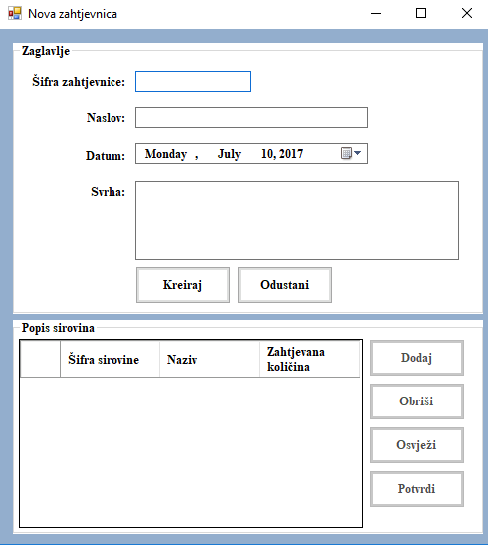 Nova zahtjevnica
Zaglavlje
Šifra zahtjevnice:
Naslov:
Datum: Monday , July 10, 2017
Svrha:
Kreiraj Odustani
Popis sirovina
Šifra sirovine Naziv Zahtjevana
količina
Dodaj
Obriši
Osvježi
Potvrdi